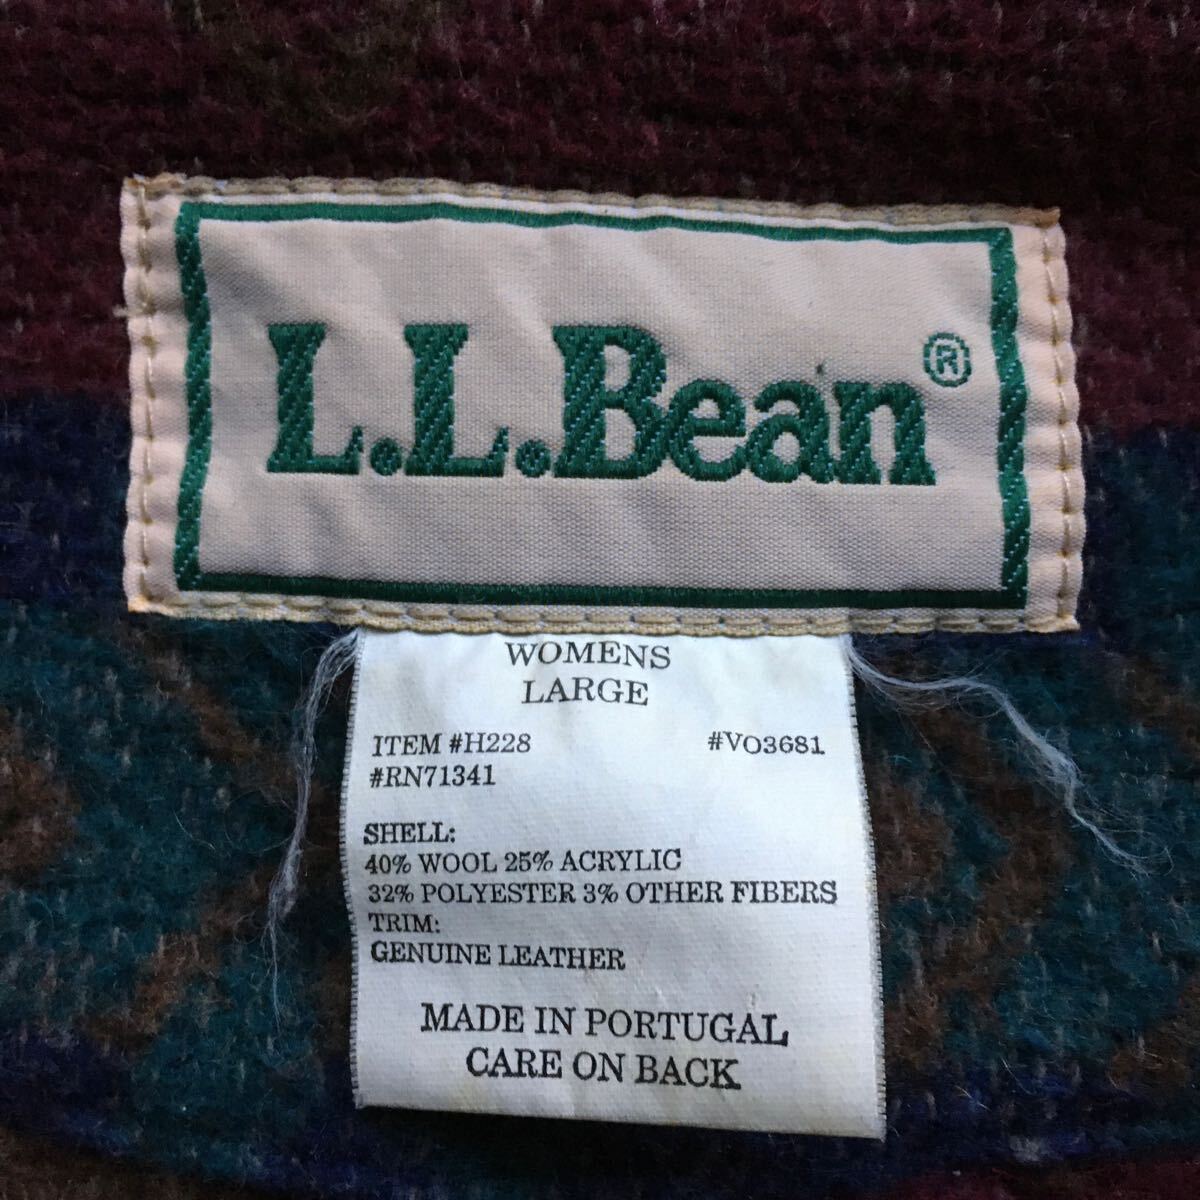 L.L.Bean®
WOMENS
LARGE
ITEM #H228 #VO3681
#RN71341
SHELL:
40% WOOL 25% ACRYLIC
32% POLYESTER 3% OTHER FIBERS
TRIM:
GENUINE LEATHER
MADE IN PORTUGAL
CARE ON BACK